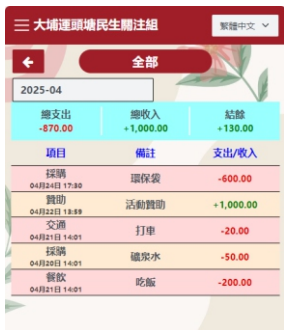 大埔運頭塘民生關注組
繁體中文
全部
2025-04
總支出 總收入 結餘
-870.00 +1,000.00 +130.00
項目 備註 支出/收入
採購 環保袋 -600.00
04月24日 17:30
贊助 活動贊助 +1,000.00
04月22日 13:59
交通 打車 -20.00
04月21日 14:01
採購 礦泉水 -50.00
04月20日 14:01
餐飲 吃飯 -200.00
04月21日 14:01